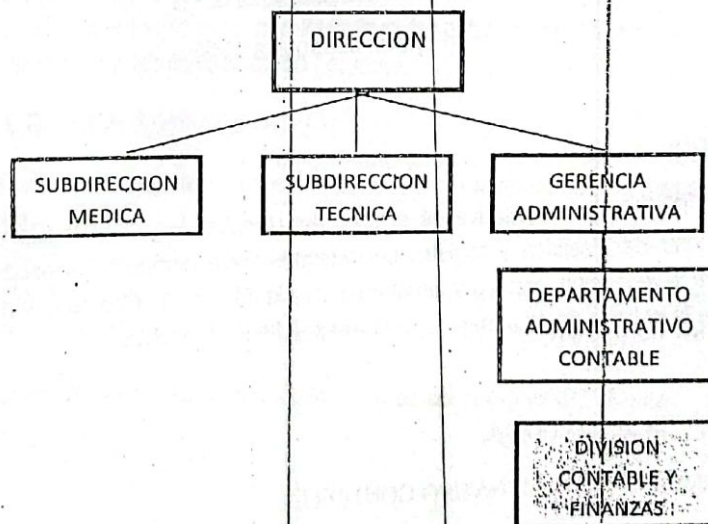 DIRECCION
SUBDIRECCION
MEDICA
SUBDIRECCION
TECNICA
GERENCIA
ADMINISTRATIVA
DEPARTAMENTO
ADMINISTRATIVO
CONTABLE
DIVISION
CONTABLE Y
FINANZAS